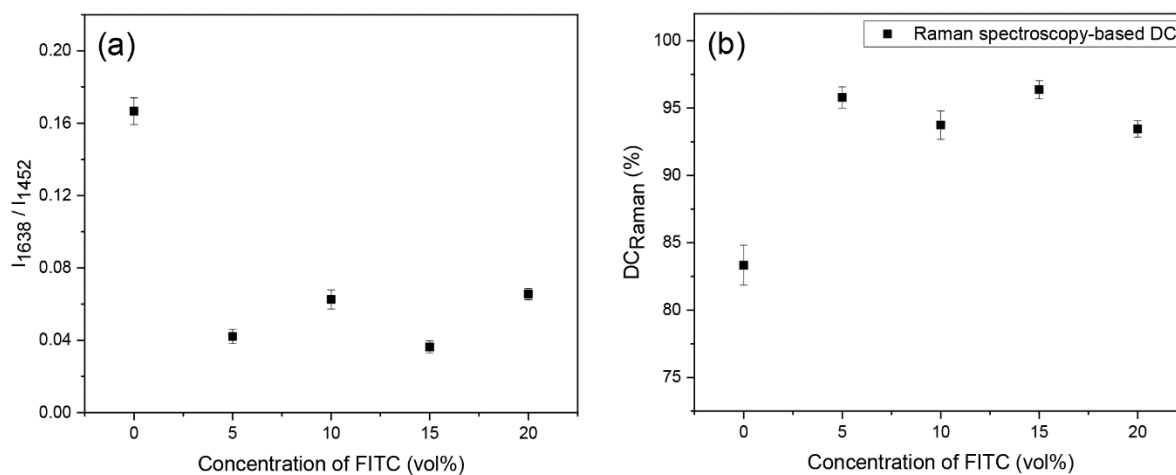 (a)
0.20
0.16
0.12
0.08
0.04
0.00
I1638 / I1452
0 5 10 15 20
Concentration of FITC (vol%)
(b)
Raman spectroscopy-based DC
100
95
90
85
80
75
DCRaman (%)
0 5 10 15 20
Concentration of FITC (vol%)